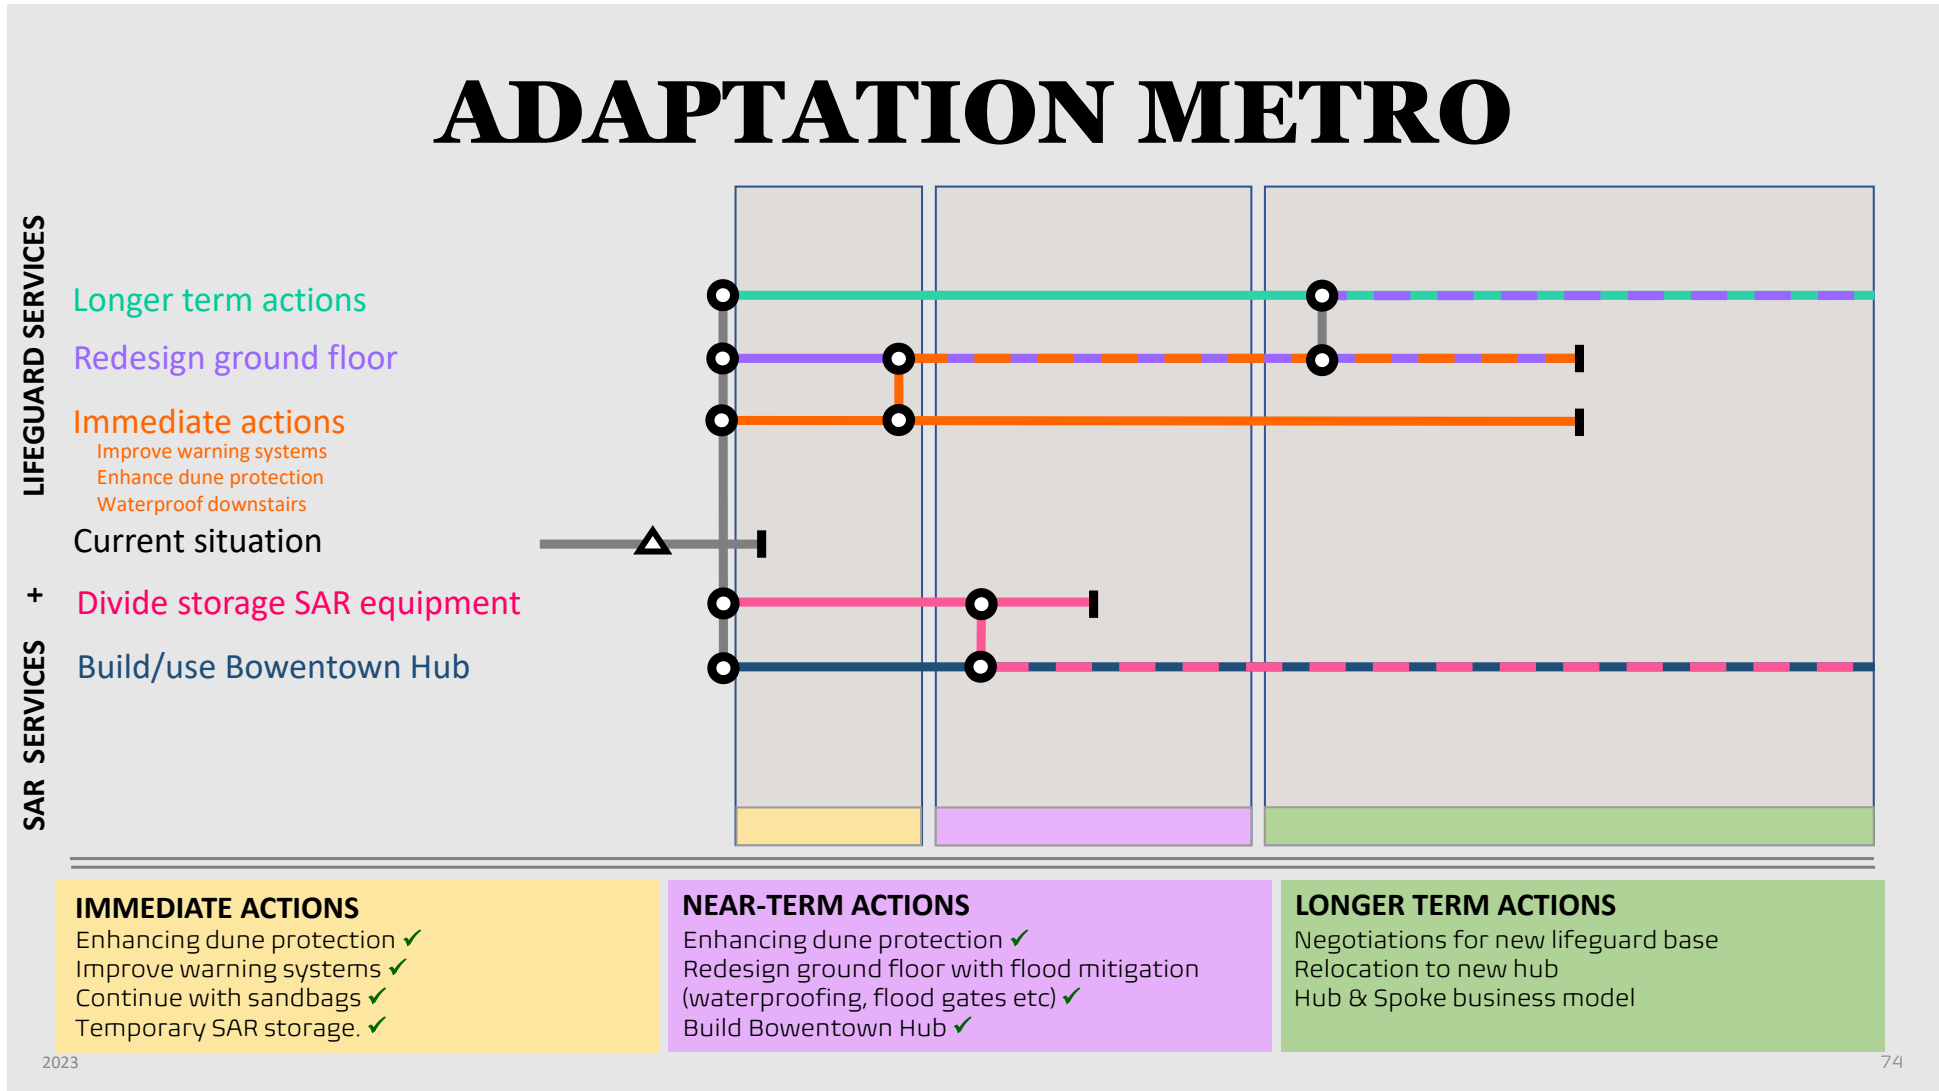 ADAPTATION METRO
LIFEGUARD SERVICES
+
SAR SERVICES
Longer term actions
Redesign ground floor
Immediate actions
Improve warning systems
Enhance dune protection
Waterproof downstairs
Current situation
Divide storage SAR equipment
Build/use Bowentown Hub
IMMEDIATE ACTIONS
Enhancing dune protection ✓
Improve warning systems ✓
Continue with sandbags ✓
Temporary SAR storage. ✓
NEAR-TERM ACTIONS
Enhancing dune protection ✓
Redesign ground floor with flood mitigation
(waterproofing, flood gates etc) ✓
Build Bowentown Hub ✓
LONGER TERM ACTIONS
Negotiations for new lifeguard base
Relocation to new hub
Hub & Spoke business model
2023
74